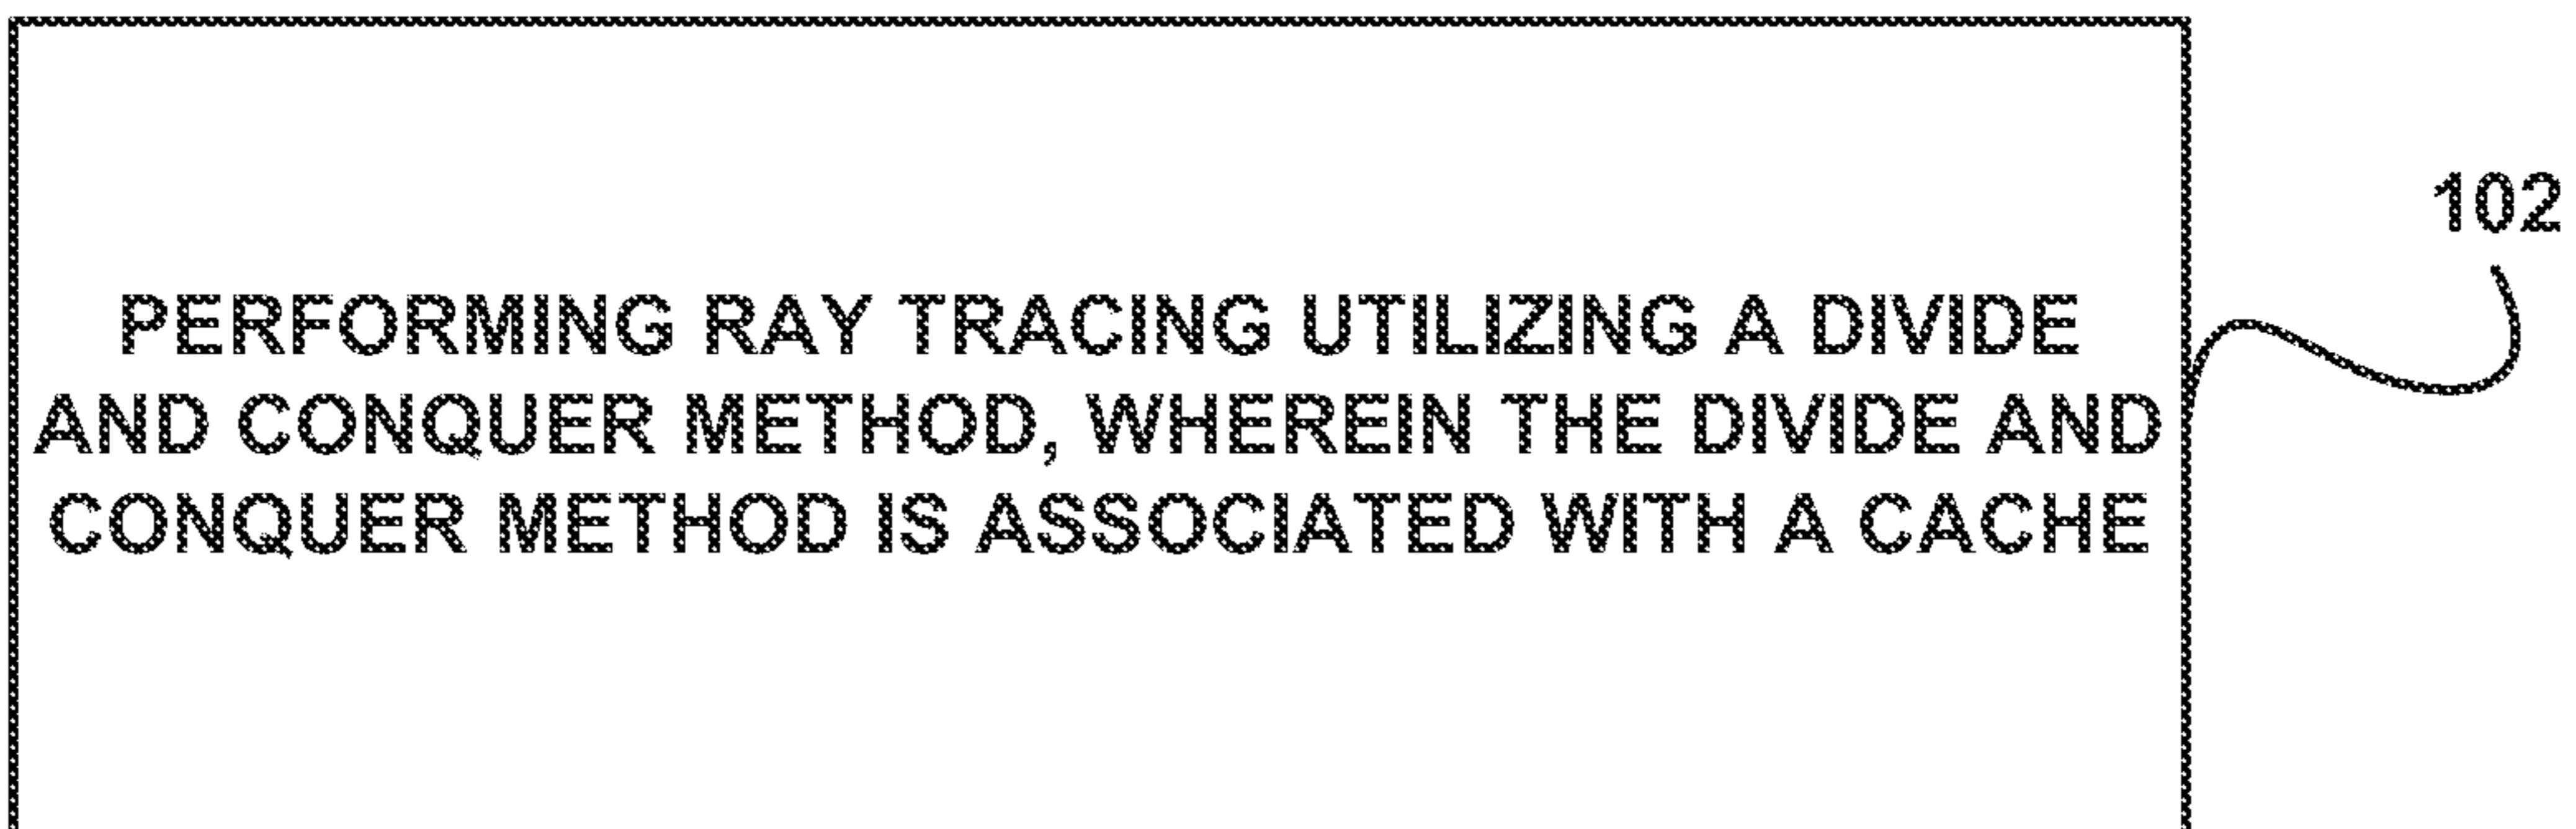 102
PERFORMING RAY TRACING UTILIZING A DIVIDE
AND CONQUER METHOD, WHEREIN THE DIVIDE AND
CONQUER METHOD IS ASSOCIATED WITH A CACHE